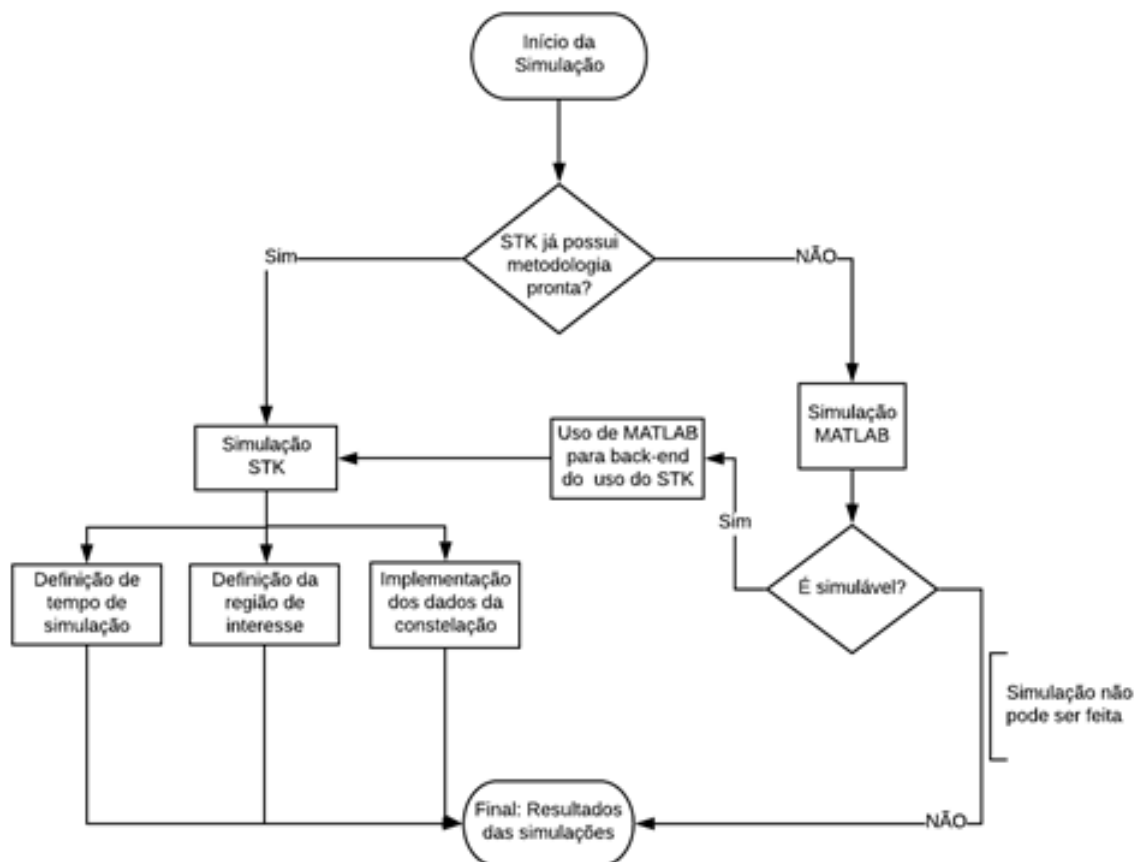 Início da
Simulação
STK já possui
metodologia
pronta?
Sim
NÃO
Simulação
MATLAB
Uso de MATLAB
para back-end
do uso do STK
Simulação
STK
Sim
É simulável?
Definição de
tempo de
simulação
Definição da
região de
interesse
Implementação
dos dados da
constelação
Simulação não
pode ser feita
Final: Resultados
das simulações
NÃO